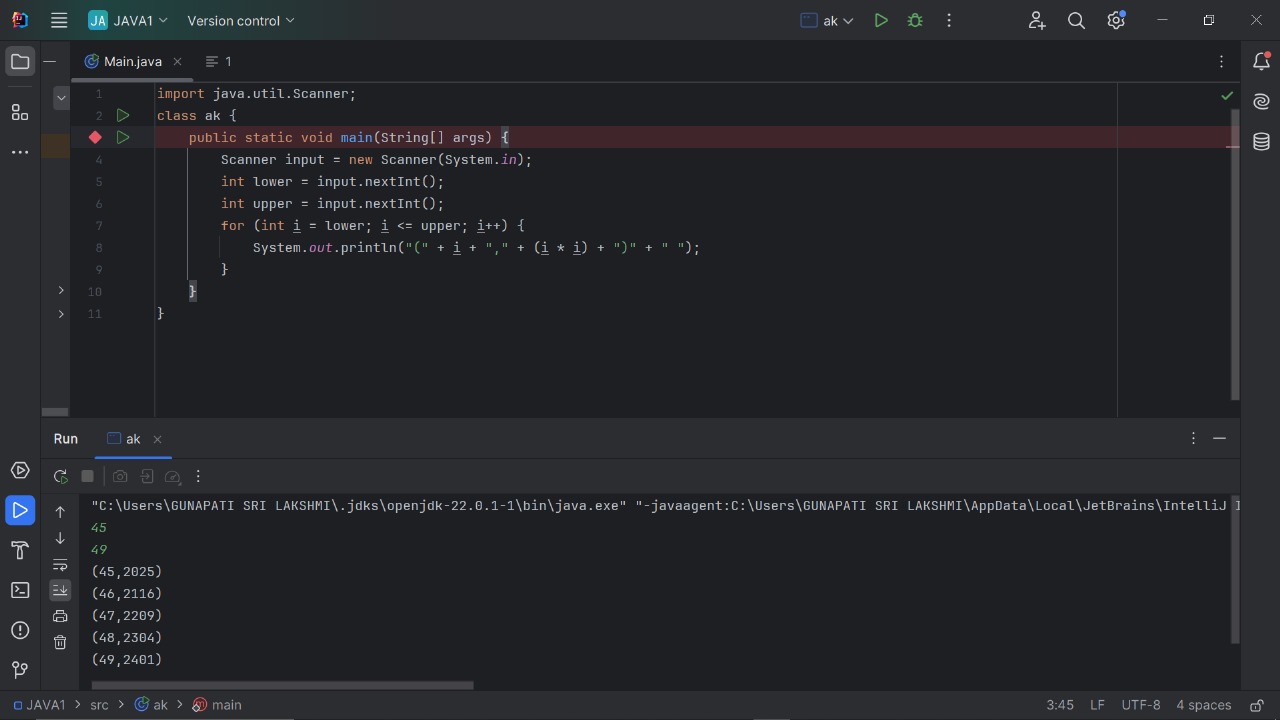 JA JAVA1 Version control ak
Main.java 1
1 import java.util.Scanner;
2 class ak {
public static void main(String[] args) {
4 Scanner input = new Scanner(System.in);
5 int lower = input.nextInt();
6 int upper = input.nextInt();
7 for (int i = lower; i <= upper; i++) {
8 System.out.println("(" + i + "," + (i * i) + ")" + " ");
9 }
10 }
11 }
Run ak
"C:\Users\GUNAPATI SRI LAKSHMI\.jdks\openjdk-22.0.1-1\bin\java.exe" "-javaagent:C:\Users\GUNAPATI SRI LAKSHMI\AppData\Local\JetBrains\IntelliJ I
45
49
(45,2025)
(46,2116)
(47,2209)
(48,2304)
(49,2401)
JAVA1 > src > ak > main 3:45 LF UTF-8 4 spaces